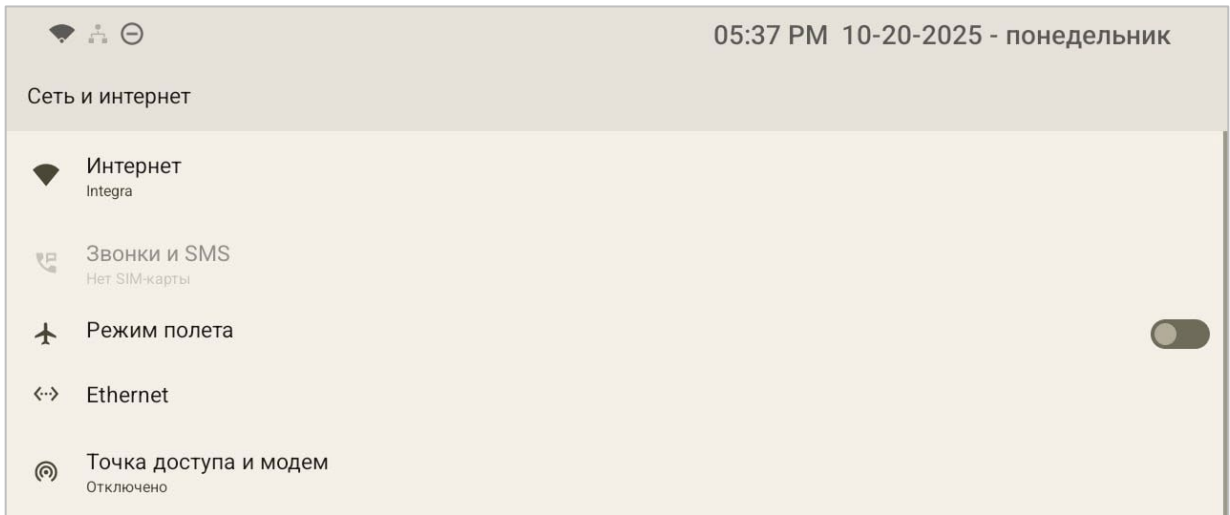 05:37 PM 10-20-2025 - понедельник
Сеть и интернет
Интернет
Integra
Звонки и SMS
Нет SIM-карты
Режим полета
Ethernet
Точка доступа и модем
Отключено